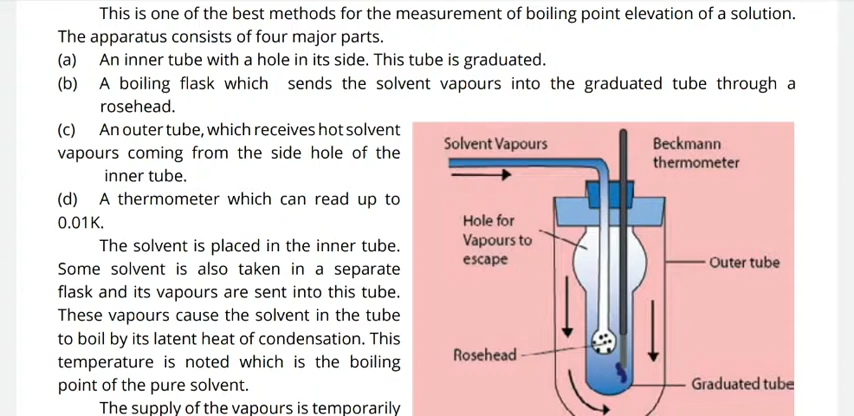 This is one of the best methods for the measurement of boiling point elevation of a solution.
The apparatus consists of four major parts.
(a) An inner tube with a hole in its side. This tube is graduated.
(b) A boiling flask which sends the solvent vapours into the graduated tube through a
rosehead.
(c) An outer tube, which receives hot solvent
vapours coming from the side hole of the
inner tube.
(d) A thermometer which can read up to
0.01K.
The solvent is placed in the inner tube.
Some solvent is also taken in a separate
flask and its vapours are sent into this tube.
These vapours cause the solvent in the tube
to boil by its latent heat of condensation. This
temperature is noted which is the boiling
point of the pure solvent.
The supply of the vapours is temporarily
Solvent Vapours
Beckmann
thermometer
Hole for
Vapours to
escape
Outer tube
Rosehead
Graduated tube